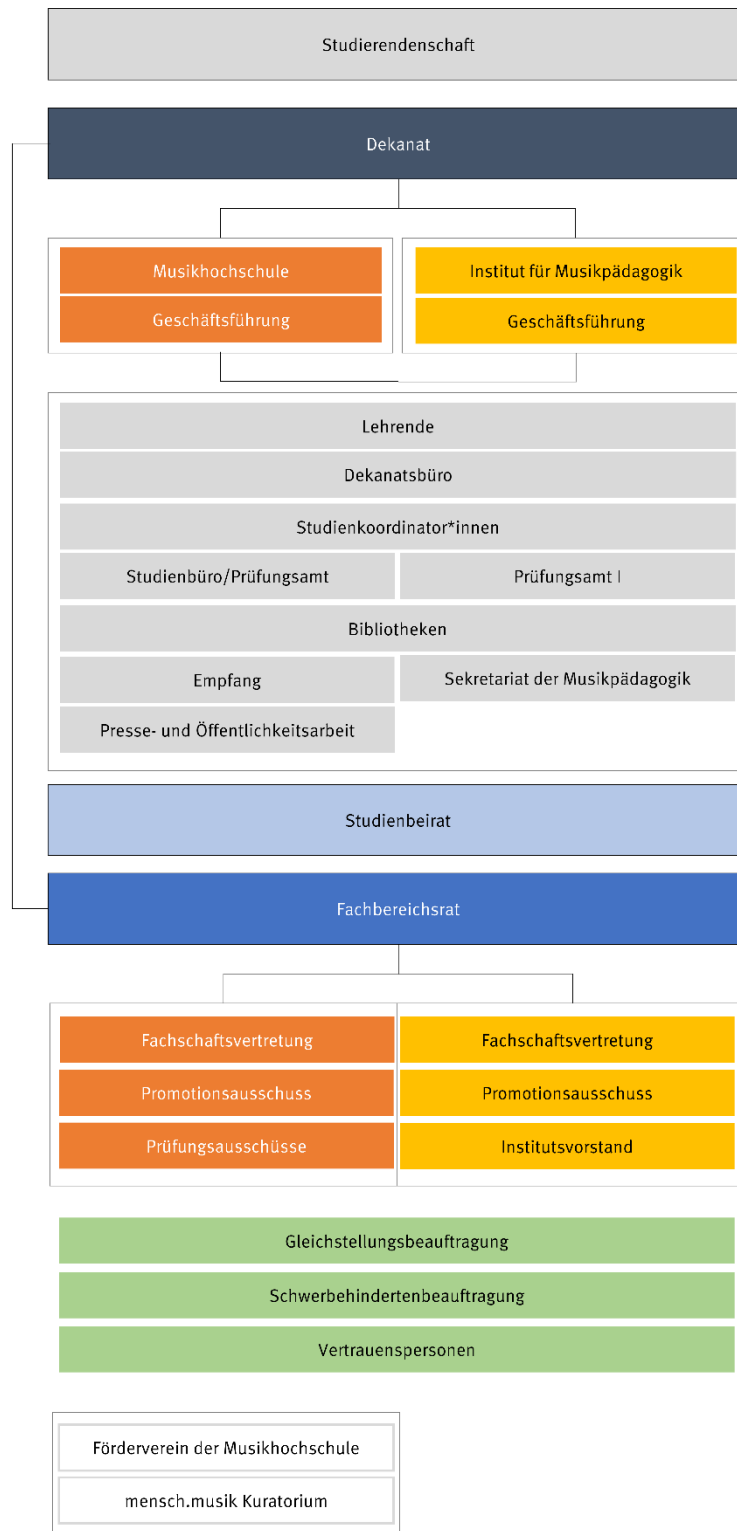 Studierendenschaft
Dekanat
Musikhochschule
Geschäftsführung
Institut für Musikpädagogik
Geschäftsführung
Lehrende
Dekanatsbüro
Studienkoordinator*innen
Studienbüro/Prüfungsamt
Prüfungsamt I
Bibliotheken
Empfang
Sekretariat der Musikpädagogik
Presse- und Öffentlichkeitsarbeit
Studienbeirat
Fachbereichsrat
Fachschaftsvertretung
Promotionsausschuss
Prüfungsausschüsse
Fachschaftsvertretung
Promotionsausschuss
Institutsvorstand
Gleichstellungsbeauftragung
Schwerbehindertenbeauftragung
Vertrauenspersonen
Förderverein der Musikhochschule
mensch.musik Kuratorium